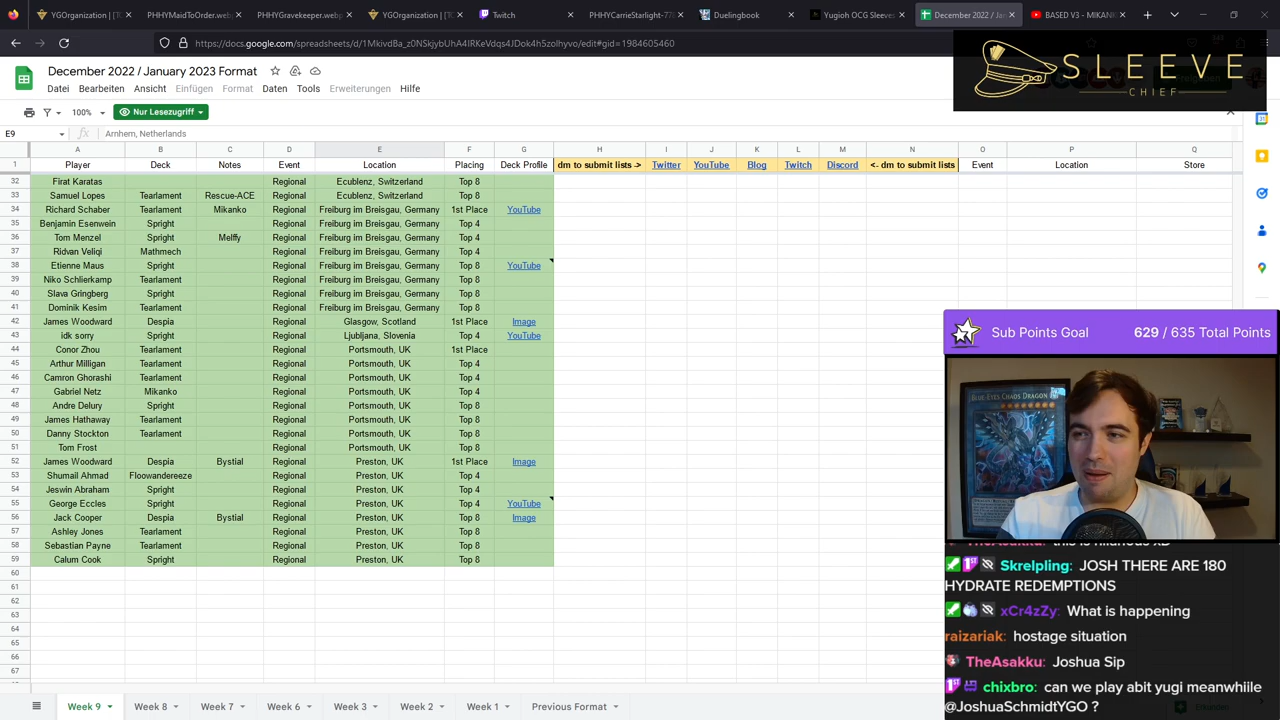 YGOrganization | [TC
PHHYMaidToOrder.webp
PHHYGravekeeper.webp
YGOrganization | [TC
Twitch
PHHYCarrieStarlight-778
Duelingbook
Yugioh OCG Sleeves
December 2022 / Jan
BASED V3 - MIKANK
https://docs.google.com/spreadsheets/d/1MkivdBa_z0NSkjybUhA4IRKeVdqs4JDok4h5zolhyvo/edit#gid=1984605460
December 2022 / January 2023 Format
Datei Bearbeiten Ansicht Einfügen Format Daten Tools Erweiterungen Hilfe
100% Nur Lesezugriff
E9 Arnhem, Netherlands
A B C D E F G H I J K L M N O P Q
1 Player Deck Notes Event Location Placing Deck Profile dm to submit lists -> Twitter YouTube Blog Twitch Discord <- dm to submit lists Event Location Store
32 Firat Karatas Regional Ecublenz, Switzerland Top 8
33 Samuel Lopes Tearlament Rescue-ACE Regional Ecublenz, Switzerland Top 8
34 Richard Schaber Tearlament Mikanko Regional Freiburg im Breisgau, Germany 1st Place YouTube
35 Benjamin Esenwein Spright Regional Freiburg im Breisgau, Germany Top 4
36 Tom Menzel Spright Melffy Regional Freiburg im Breisgau, Germany Top 4
37 Ridvan Veliqi Mathmech Regional Freiburg im Breisgau, Germany Top 4
38 Etienne Maus Spright Regional Freiburg im Breisgau, Germany Top 8 YouTube
39 Niko Schlierkamp Tearlament Regional Freiburg im Breisgau, Germany Top 8
40 Slava Gringberg Spright Regional Freiburg im Breisgau, Germany Top 8
41 Dominik Kesim Tearlament Regional Freiburg im Breisgau, Germany Top 8
42 James Woodward Despia Regional Glasgow, Scotland 1st Place Image
43 idk sorry Spright Regional Ljubljana, Slovenia Top 4 YouTube
44 Conor Zhou Tearlament Regional Portsmouth, UK 1st Place
45 Arthur Milligan Tearlament Regional Portsmouth, UK Top 4
46 Camron Ghorashi Tearlament Regional Portsmouth, UK Top 4
47 Gabriel Netz Mikanko Regional Portsmouth, UK Top 4
48 Andre Delury Spright Regional Portsmouth, UK Top 8
49 James Hathaway Tearlament Regional Portsmouth, UK Top 8
50 Danny Stockton Tearlament Regional Portsmouth, UK Top 8
51 Tom Frost Regional Portsmouth, UK Top 8
52 James Woodward Despia Bystial Regional Preston, UK 1st Place Image
53 Shumail Ahmad Floowandereeze Regional Preston, UK Top 4
54 Jeswin Abraham Spright Regional Preston, UK Top 4
55 George Eccles Spright Regional Preston, UK Top 4 YouTube
56 Jack Cooper Despia Bystial Regional Preston, UK Top 8 Image
57 Ashley Jones Tearlament Regional Preston, UK Top 8
58 Sebastian Payne Tearlament Regional Preston, UK Top 8
59 Calum Cook Spright Regional Preston, UK Top 8
60
61
62
63
64
65
66
67
Week 9 Week 8 Week 7 Week 6 Week 3 Week 2 Week 1 Previous Format
SLEEVE
CHIEF
Sub Points Goal 629 / 635 Total Points
BLUE-EYES CHAOS DRAGON
TheAsakku: this is hilarious xD
Skrelpling: JOSH THERE ARE 180
HYDRATE REDEMPTIONS
xCr4zZy: What is happening
raizariak: hostage situation
TheAsakku: Joshua Sip
chixbro: can we play abit yugi meanwhiile
@JoshuaSchmidtYGO ?